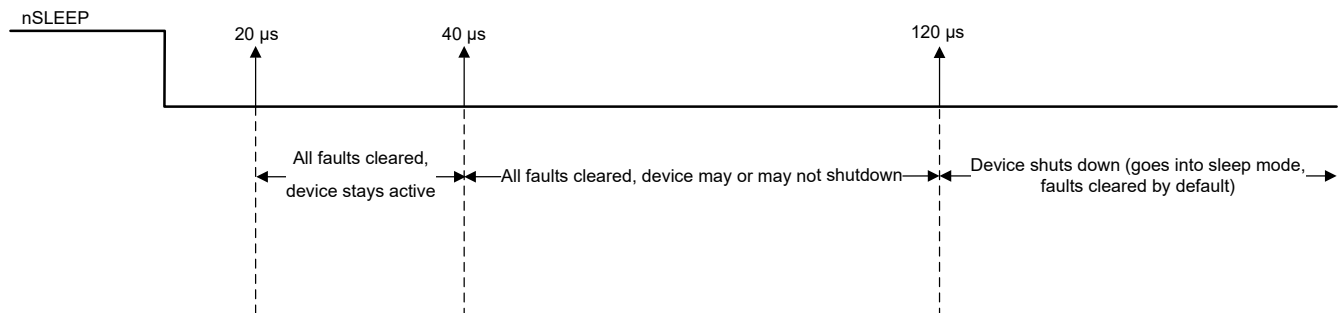 nSLEEP
20 µs
40 µs
120 µs
All faults cleared,
device stays active
All faults cleared, device may or may not shutdown
Device shuts down (goes into sleep mode,
faults cleared by default)